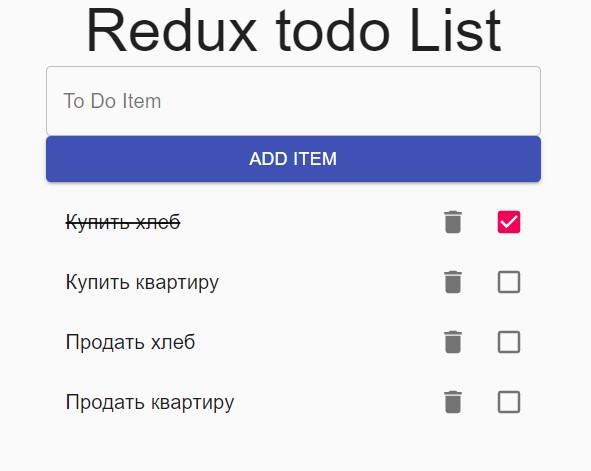 Redux todo List
To Do Item
ADD ITEM
Купить хлеб
Купить квартиру
Продать хлеб
Продать квартиру